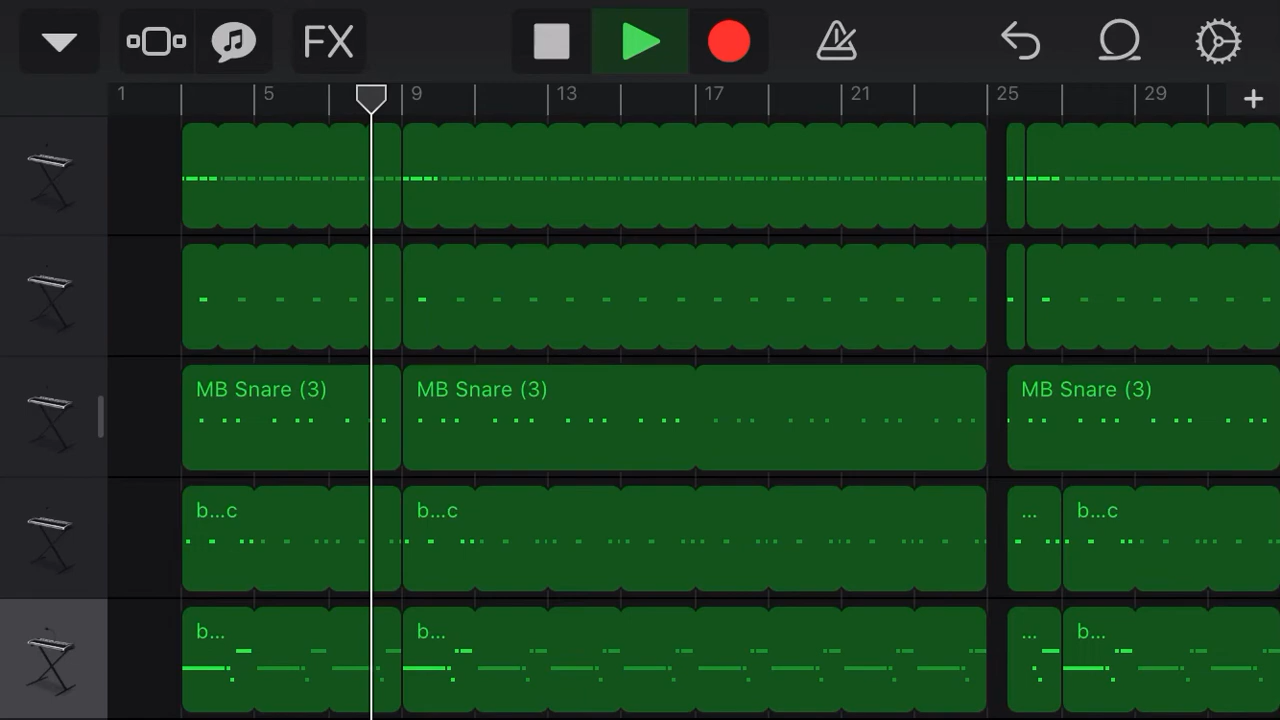 FX
1 5 9 13 17 21 25 29 +
MB Snare (3) MB Snare (3) MB Snare (3)
b...c b...c ... b...c
b... b... ... b...